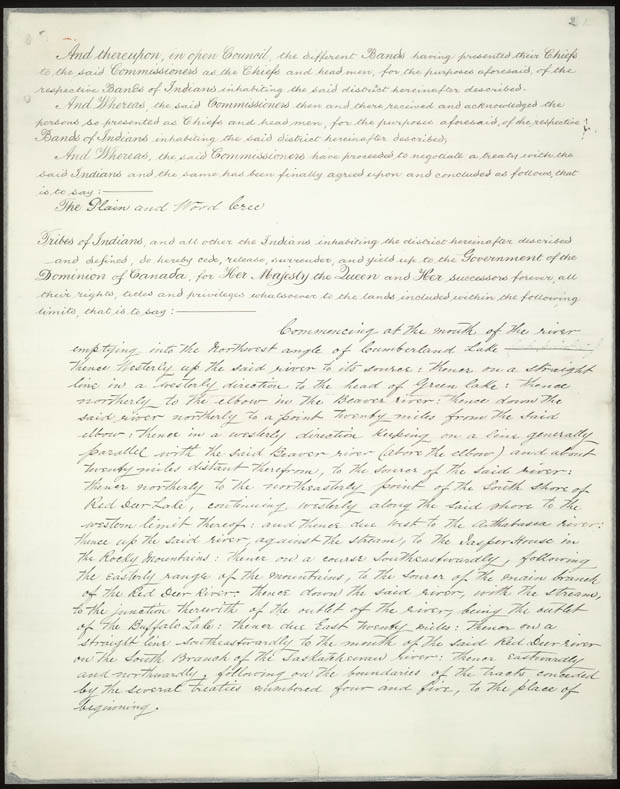 2
And thereupon, in open Council, the different Bands having presented their Chiefs
to the said Commissioners as the Chiefs and head men, for the purposes aforesaid, of the
respective Bands of Indians inhabiting the said district hereinafter described.
And Whereas, the said Commissioners then and there received and acknowledged the
persons so presented as Chiefs and head men, for the purposes aforesaid, of the respective
Bands of Indians inhabiting the said district hereinafter described;
And Whereas, the said Commissioners have proceeded to negotiate a treaty with the
said Indians and the same has been finally agreed upon and concluded as follows, that
is to say:
The Plain and Wood Cree
Tribes of Indians, and all other the Indians inhabiting the district hereinafter described
and defined, do hereby cede, release, surrender, and yield up to the Government of the
Dominion of Canada, for Her Majesty the Queen and Her successors forever, all
their rights, titles and privileges whatsoever to the lands included within the following
limits, that is to say:
Commencing at the mouth of the river
emptying into the Northwest angle of Cumberland Lake
thence Westerly up the said river to its source: thence on a straight
line in a westerly direction to the head of Green Lake: thence
northerly to the elbow in the Beaver river: thence down the
said river northerly to a point twenty miles from the said
elbow: thence in a westerly direction keeping on a line generally
parallel with the said Beaver river (above the elbow) and about
twenty miles distant therefrom, to the source of the said river:
thence northerly to the northeasterly point of the South shore of
Red Deer Lake, continuing westerly along the said shore to the
western limit thereof: and thence due West to the Athabasca river:
thence up the said river, against the stream, to the Jasper House in
the Rocky Mountains: thence on a course Southeastwardly, following
the easterly range of the mountains, to the source of the main branch
of the Red Deer River: thence down the said river, with the stream,
to the junction therewith of the outlet of the river, being the outlet
of the Buffalo Lake: thence due East twenty miles: thence on a
straight line southeastwardly to the mouth of the said Red Deer river
on the South Branch of the Saskatchewan river: thence eastwardly
and northwardly, following on the boundaries of the tracts conceded
by the several treaties numbered four and five, to the place of
beginning.